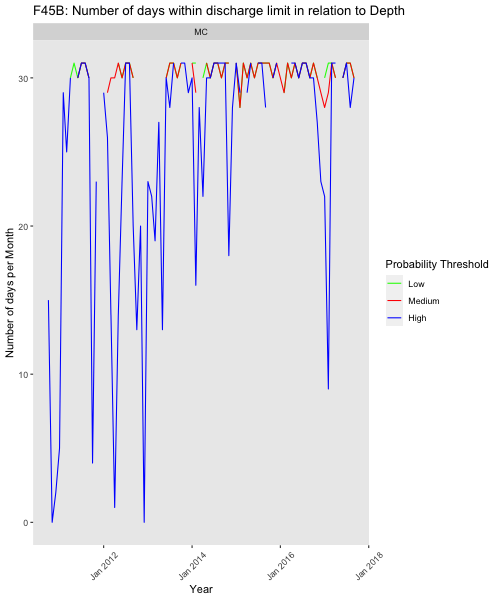 F45B: Number of days within discharge limit in relation to Depth
MC
Number of days per Month
30
20
10
0
Jan 2012
Jan 2014
Jan 2016
Jan 2018
Year
Probability Threshold
Low
Medium
High